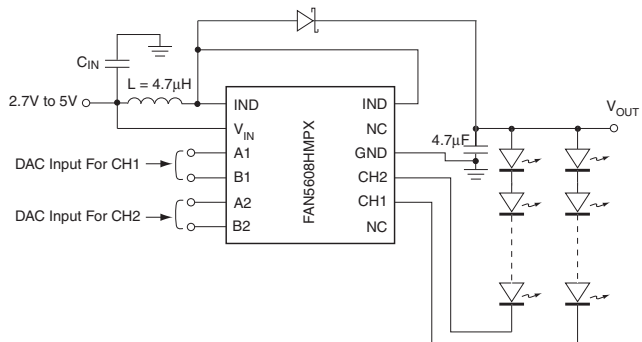 C_IN
L = 4.7μH
2.7V to 5V
V_OUT
IND
IND
V_IN
NC
4.7μF
A1
GND
DAC Input For CH1
B1
CH2
A2
CH1
DAC Input For CH2
B2
NC
FAN5608HMPX